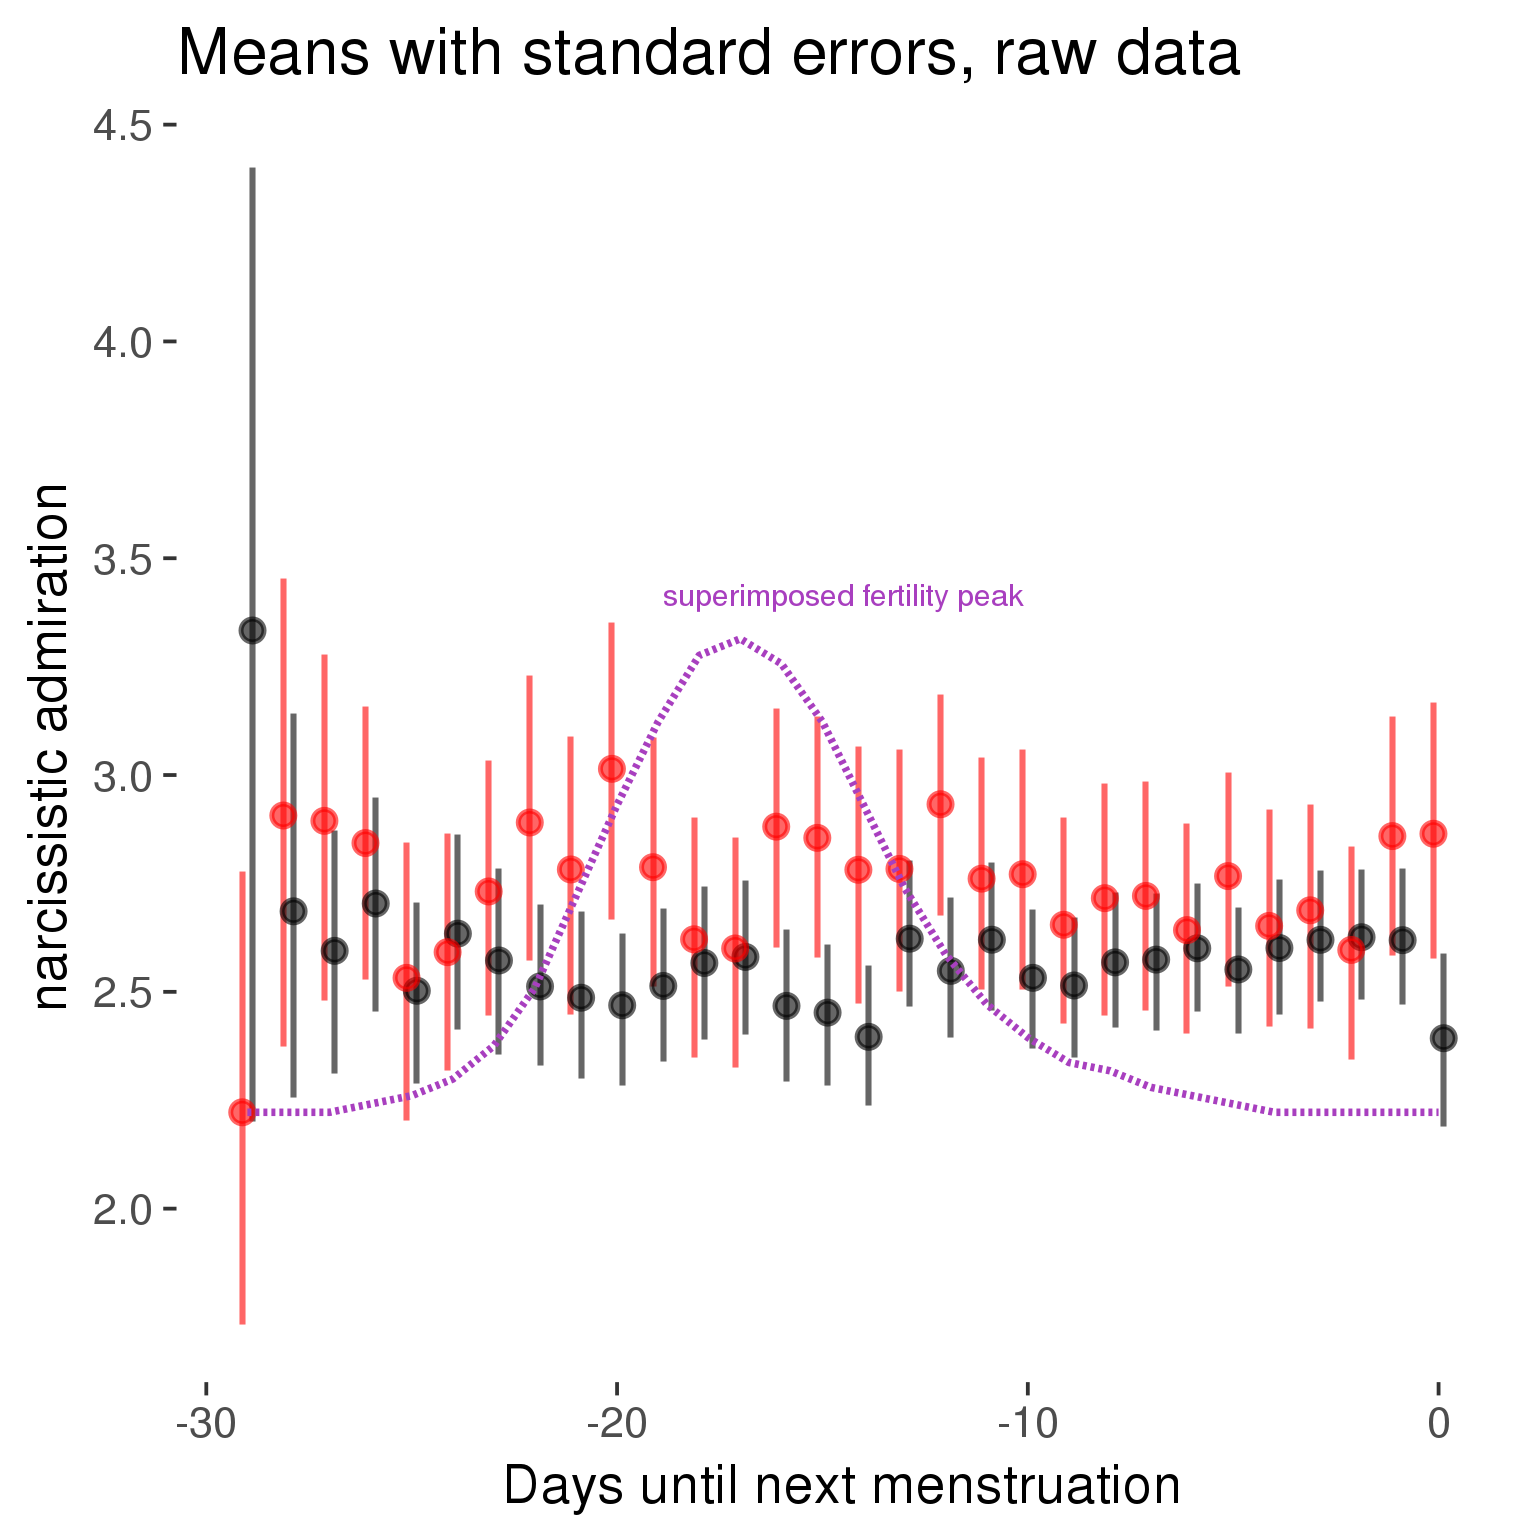 Means with standard errors, raw data
narcissistic admiration
4.5
4.0
3.5
3.0
2.5
2.0
superimposed fertility peak
-30
-20
-10
0
Days until next menstruation